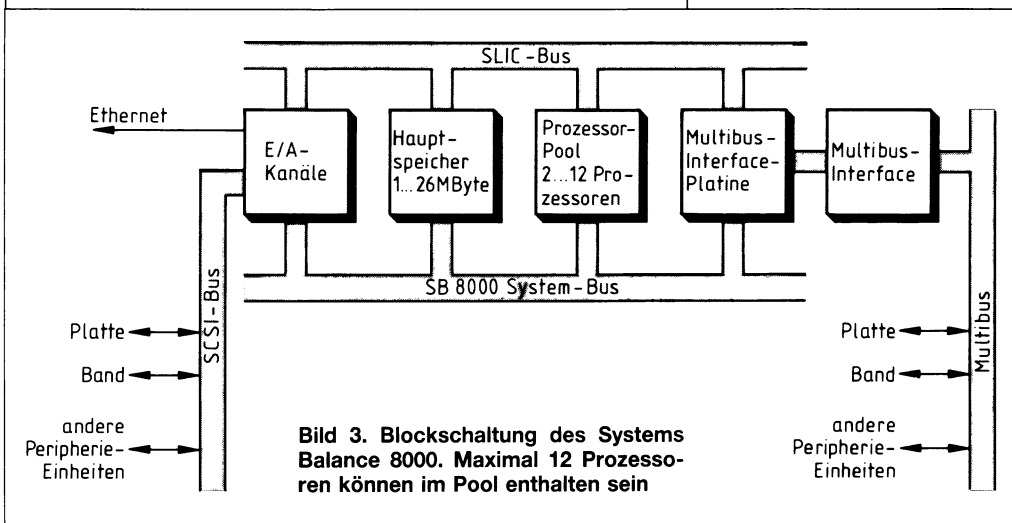 SLIC-Bus
Ethernet
E/A-
Kanäle
Haupt-
speicher
1...26MByte
Prozessor-
Pool
2...12 Pro-
zessoren
Multibus-
Interface-
Platine
Multibus-
Interface
SB 8000 System-Bus
SCSI-Bus
Platte
Band
andere
Peripherie-
Einheiten
Multibus
Platte
Band
andere
Peripherie-
Einheiten
Bild 3. Blockschaltung des Systems
Balance 8000. Maximal 12 Prozesso-
ren können im Pool enthalten sein